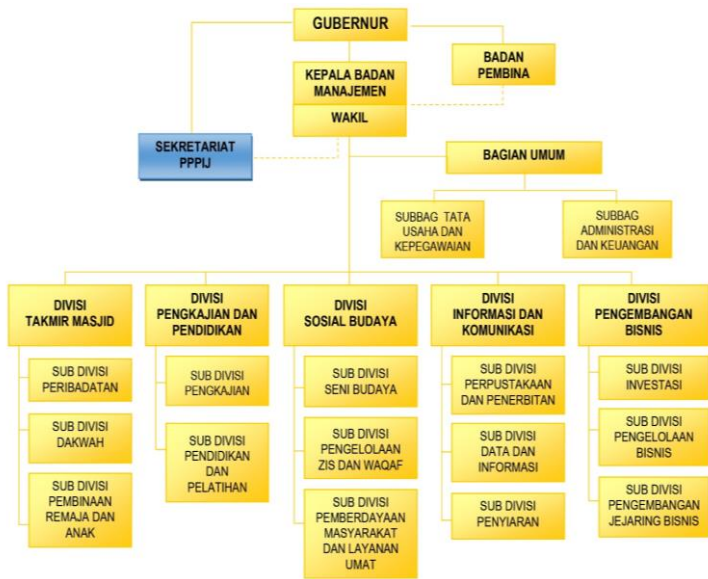 GUBERNUR
BADAN
PEMBINA
KEPALA BADAN
MANAJEMEN
WAKIL
SEKRETARIAT
PPPIJ
BAGIAN UMUM
SUBBAG TATA
USAHA DAN
KEPEGAWAIAN
SUBBAG
ADMINISTRASI
DAN KEUANGAN
DIVISI
TAKMIR MASJID
DIVISI
PENGKAJIAN DAN
PENDIDIKAN
DIVISI
SOSIAL BUDAYA
DIVISI
INFORMASI DAN
KOMUNIKASI
DIVISI
PENGEMBANGAN
BISNIS
SUB DIVISI
PERIBADATAN
SUB DIVISI
DAKWAH
SUB DIVISI
PEMBINAAN
REMAJA DAN
ANAK
SUB DIVISI
PENGKAJIAN
SUB DIVISI
PENDIDIKAN
DAN
PELATIHAN
SUB DIVISI
SENI BUDAYA
SUB DIVISI
PENGELOLAAN
ZIS DAN WAQAF
SUB DIVISI
PEMBERDAYAAN
MASYARAKAT
DAN LAYANAN
UMAT
SUB DIVISI
PERPUSTAKAAN
DAN PENERBITAN
SUB DIVISI
DATA DAN
INFORMASI
SUB DIVISI
PENYIARAN
SUB DIVISI
INVESTASI
SUB DIVISI
PENGELOLAAN
BISNIS
SUB DIVISI
PENGEMBANGAN
JEJARING BISNIS